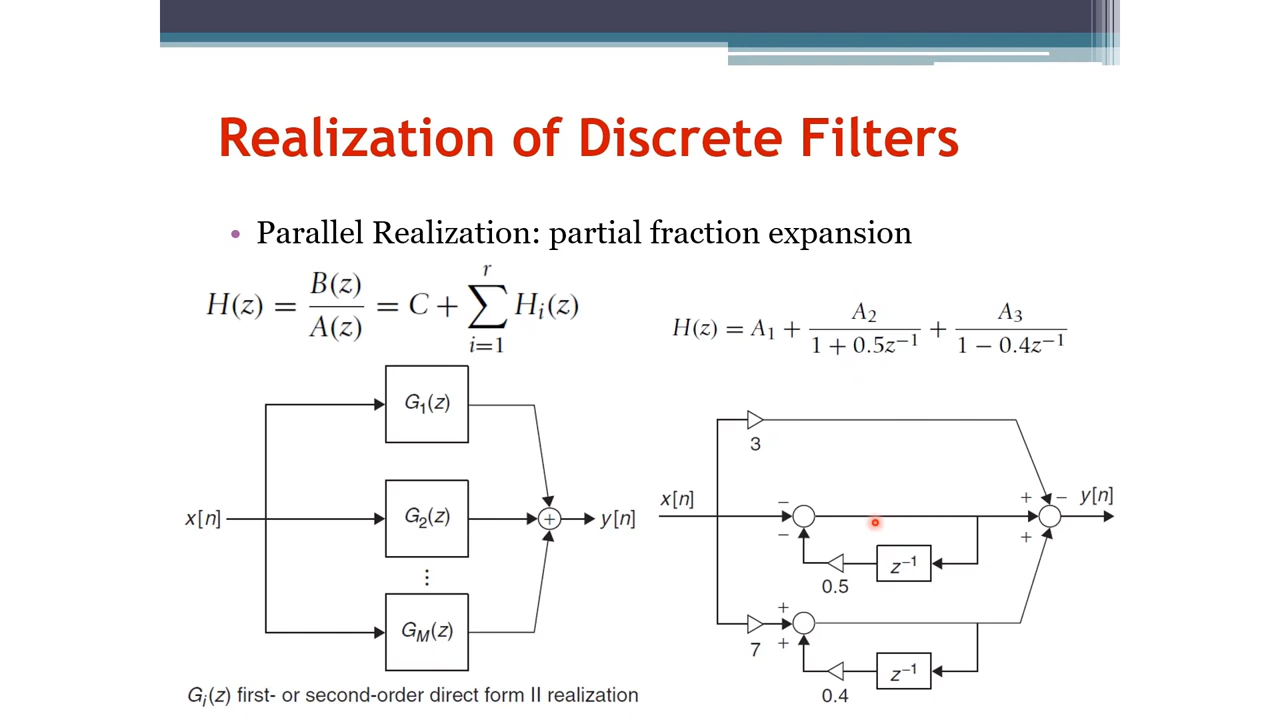 Realization of Discrete Filters
• Parallel Realization: partial fraction expansion
H(z) = B(z)/A(z) = C + ∑_{i=1}^{r} H_i(z)
H(z) = A₁ + A₂/(1 + 0.5z⁻¹) + A₃/(1 − 0.4z⁻¹)
G₁(z)
x[n]
G₂(z)
+
y[n]
⋮
G_M(z)
G_i(z) first- or second-order direct form II realization
3
x[n]
−
−
+
−
+
y[n]
z⁻¹
0.5
+
+
7
z⁻¹
0.4